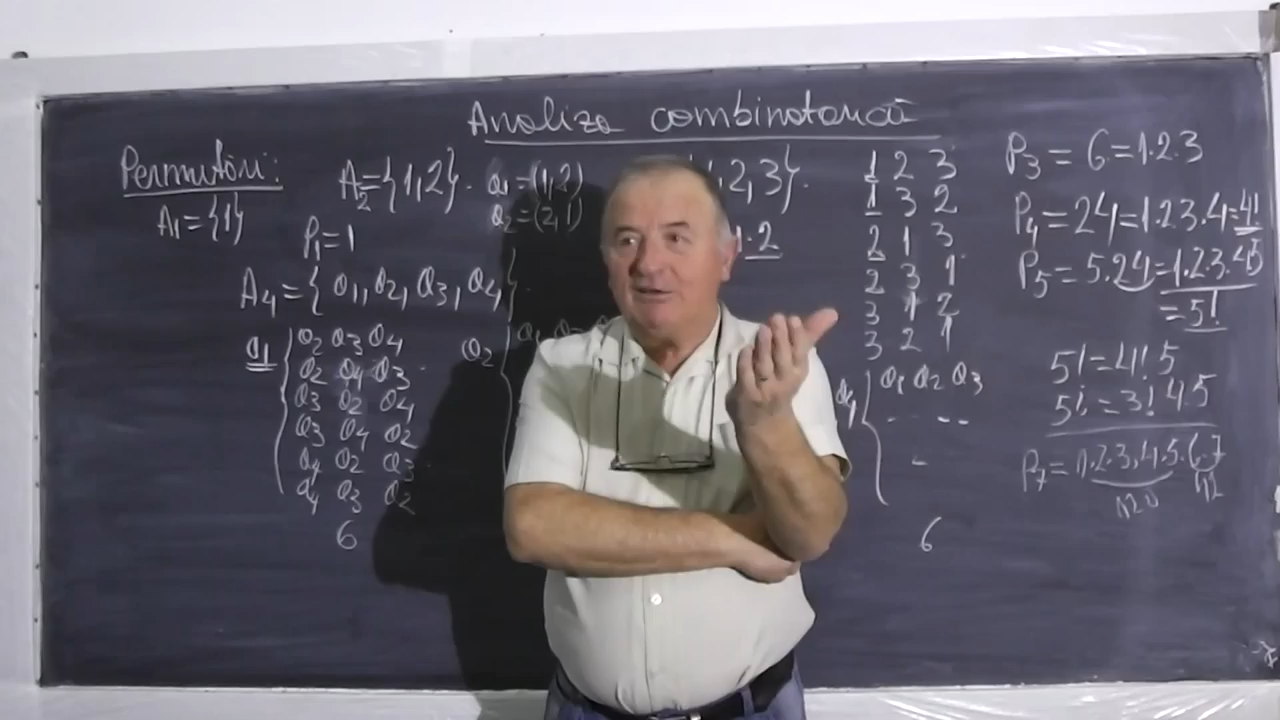 Analiza combinatorică
Permutări:
A₁={1}
P₁=1
A₂={1,2}.
a₁=(1,2)
a₂=(2,1)
,2,3}.
.2
1 2 3
1 3 2
2 1 3
2 3 1
3 1 2
3 2 1
P₃=6=1.2.3
P₄=24=1.2.3.4=4!
P₅=5.24=1.2.3.4.5
=5!
5!=4!.5
5!=3!.4.5
P₇=1.2.3.4.5.6.7
120 42
A₄={a₁,a₂,a₃,a₄}
a₁
a₂ a₃ a₄
a₂ a₄ a₃
a₃ a₂ a₄
a₃ a₄ a₂
a₄ a₂ a₃
a₄ a₃ a₂
6
a₂
a₄
a₁ a₂ a₃
6